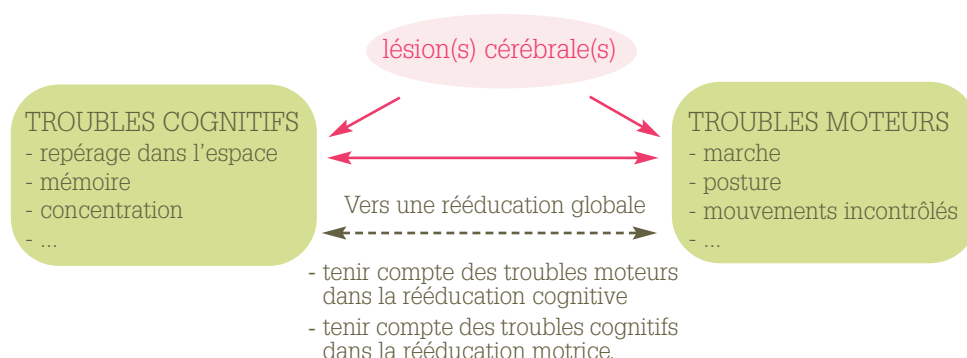 lésion(s) cérébrale(s)
TROUBLES COGNITIFS
- repérage dans l'espace
- mémoire
- concentration
- ...
TROUBLES MOTEURS
- marche
- posture
- mouvements incontrôlés
- ...
Vers une rééducation globale
- tenir compte des troubles moteurs
dans la rééducation cognitive
- tenir compte des troubles cognitifs
dans la rééducation motrice.